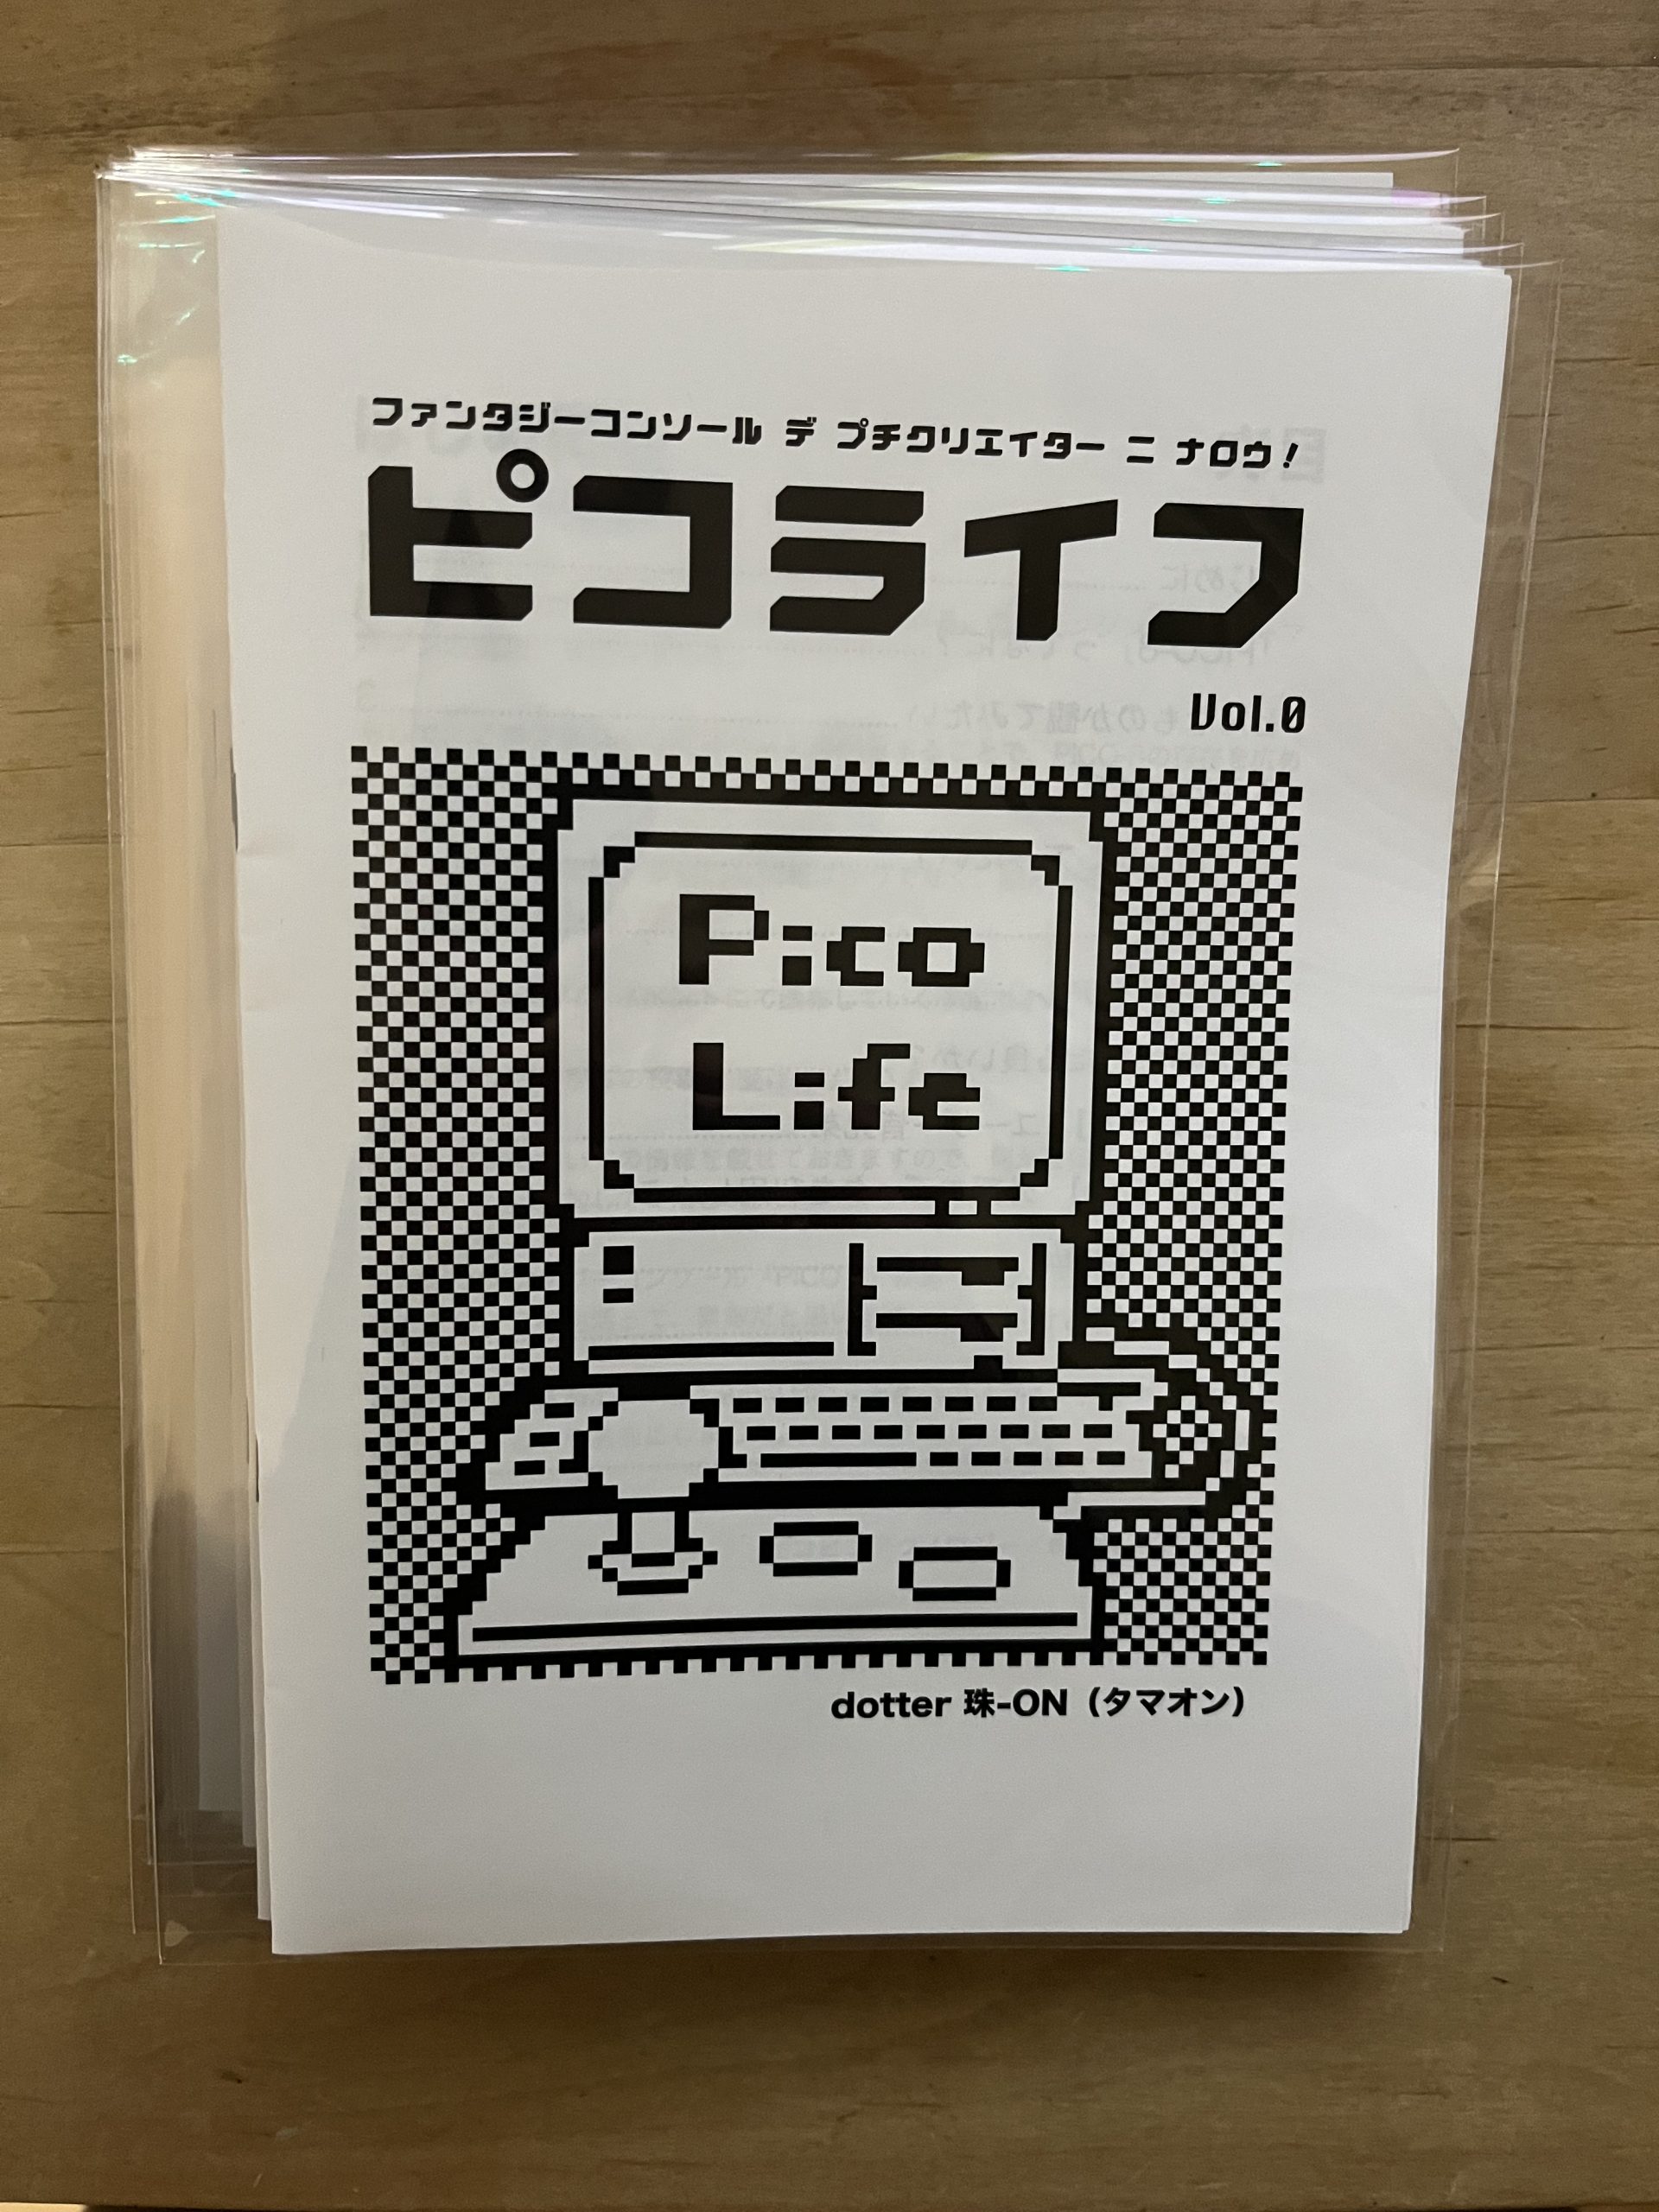 ファンタジーコンソール デ プチクリエイター ニ ナロウ!
ピコライフ
Vol.0
Pico
Life
dotter 珠-ON（タマオン）